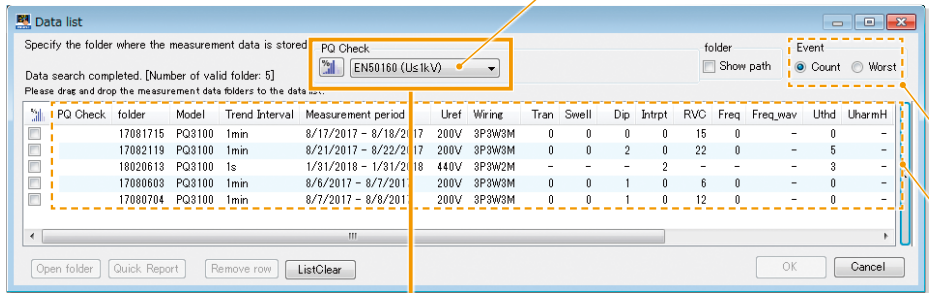 Data list
Specify the folder where the measurement data is stored
PQ Check
EN50160 (U≤1kV)
folder
Show path
Event
Count Worst
Data search completed. [Number of valid folder: 5]
Please drag and drop the measurement data folders to the data list.
PQ Check folder Model Trend Interval Measurement period Uref Wiring Tran Swell Dip Intrpt RVC Freq Freq_wav Uthd UharmH
17081715 PQ3100 1min 8/17/2017 - 8/18/2017 200V 3P3W3M 0 0 0 0 15 0 - 0 -
17082119 PQ3100 1min 8/21/2017 - 8/22/2017 200V 3P3W3M 0 0 2 0 22 0 - 5 -
18020613 PQ3100 1s 1/31/2018 - 1/31/2018 440V 3P3W2M - - - 2 - - - 3 -
17080603 PQ3100 1min 8/6/2017 - 8/7/2017 200V 3P3W3M 0 0 1 0 6 0 - 0 -
17080704 PQ3100 1min 8/7/2017 - 8/8/2017 200V 3P3W3M 0 0 1 0 12 0 - 0 -
Open folder Quick Report Remove row ListClear OK Cancel